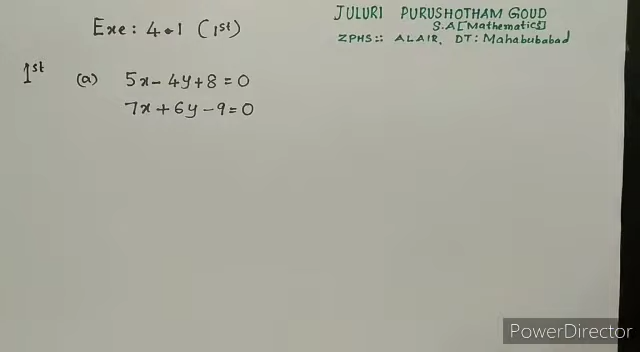 Exe: 4.1 (1st)
JULURI PURUSHOTHAM GOUD
S.A [Mathematics]
ZPHS:: ALAIR, DT: Mahabubabad
1st (a) 5x - 4y + 8 = 0
7x + 6y - 9 = 0
PowerDirector